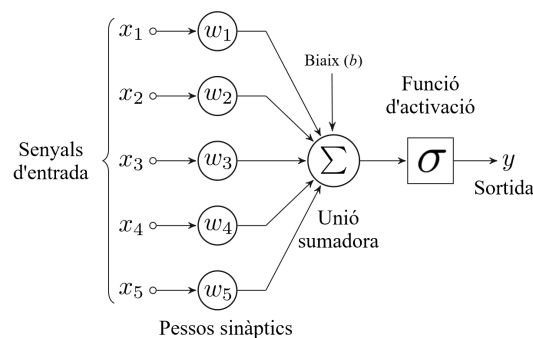 x₁ w₁
Biaix (b)
x₂ w₂
Funció
d'activació
Senyals
d'entrada
x₃ w₃ Σ σ y
Sortida
x₄ w₄
Unió
sumadora
x₅ w₅
Pessos sinàptics